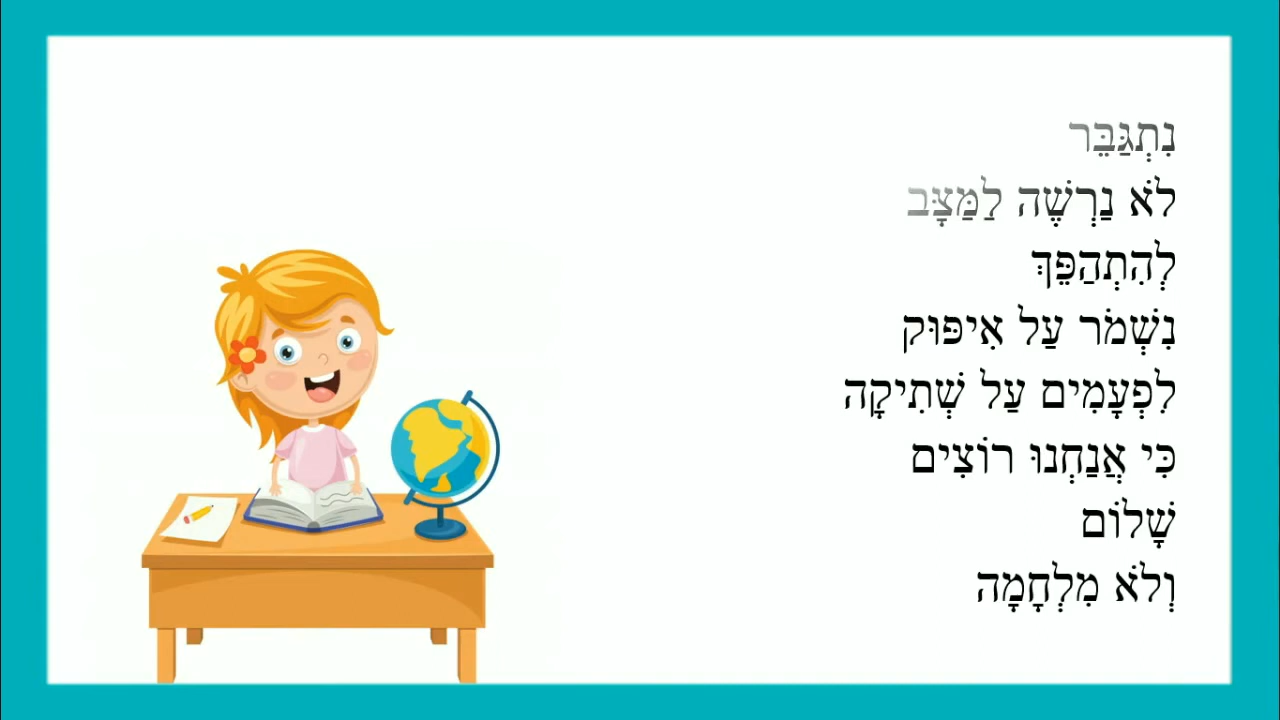 נִתְגַּבֵּר
לֹא נַרְשֶׁה לַמַּצָּב
לְהִתְהַפֵּךְ
נִשְׁמֹר עַל אִיפּוּק
לִפְעָמִים עַל שְׁתִיקָה
כִּי אֲנַחְנוּ רוֹצִים
שָׁלוֹם
וְלֹא מִלְחָמָה